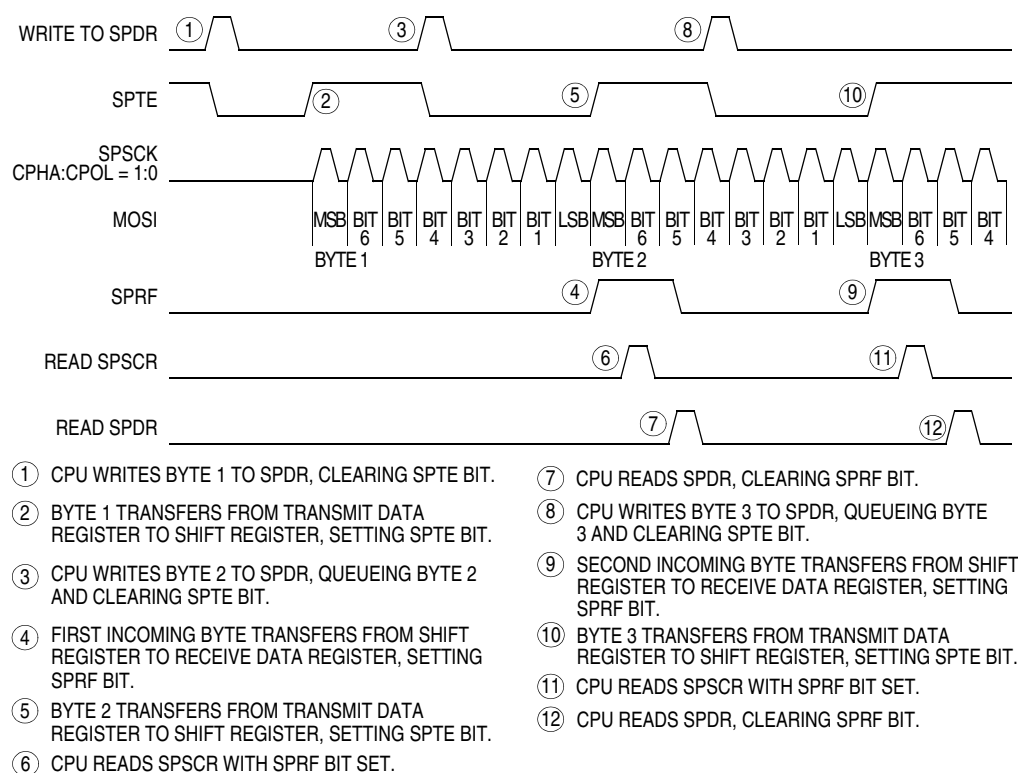 WRITE TO SPDR ① ③ ⑧
SPTE ② ⑤ ⑩
SPSCK
CPHA:CPOL = 1:0
MOSI MSB BIT 6 BIT 5 BIT 4 BIT 3 BIT 2 BIT 1 LSB MSB BIT 6 BIT 5 BIT 4 BIT 3 BIT 2 BIT 1 LSB MSB BIT 6 BIT 5 BIT 4
BYTE 1 BYTE 2 BYTE 3
SPRF ④ ⑨
READ SPSCR ⑥ ⑪
READ SPDR ⑦ ⑫
① CPU WRITES BYTE 1 TO SPDR, CLEARING SPTE BIT.
② BYTE 1 TRANSFERS FROM TRANSMIT DATA
REGISTER TO SHIFT REGISTER, SETTING SPTE BIT.
③ CPU WRITES BYTE 2 TO SPDR, QUEUEING BYTE 2
AND CLEARING SPTE BIT.
④ FIRST INCOMING BYTE TRANSFERS FROM SHIFT
REGISTER TO RECEIVE DATA REGISTER, SETTING
SPRF BIT.
⑤ BYTE 2 TRANSFERS FROM TRANSMIT DATA
REGISTER TO SHIFT REGISTER, SETTING SPTE BIT.
⑥ CPU READS SPSCR WITH SPRF BIT SET.
⑦ CPU READS SPDR, CLEARING SPRF BIT.
⑧ CPU WRITES BYTE 3 TO SPDR, QUEUEING BYTE
3 AND CLEARING SPTE BIT.
⑨ SECOND INCOMING BYTE TRANSFERS FROM SHIFT
REGISTER TO RECEIVE DATA REGISTER, SETTING
SPRF BIT.
⑩ BYTE 3 TRANSFERS FROM TRANSMIT DATA
REGISTER TO SHIFT REGISTER, SETTING SPTE BIT.
⑪ CPU READS SPSCR WITH SPRF BIT SET.
⑫ CPU READS SPDR, CLEARING SPRF BIT.